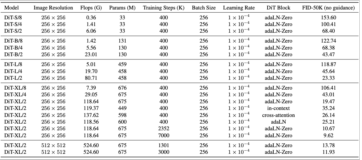 Model Image Resolution Flops (G) Params (M) Training Steps (K) Batch Size Learning Rate DiT Block FID-50K (no guidance)
DiT-S/8 256 × 256 0.36 33 400 256 1 × 10⁻⁴ adaLN-Zero 153.60
DiT-S/4 256 × 256 1.41 33 400 256 1 × 10⁻⁴ adaLN-Zero 100.41
DiT-S/2 256 × 256 6.06 33 400 256 1 × 10⁻⁴ adaLN-Zero 68.40
DiT-B/8 256 × 256 1.42 131 400 256 1 × 10⁻⁴ adaLN-Zero 122.74
DiT-B/4 256 × 256 5.56 130 400 256 1 × 10⁻⁴ adaLN-Zero 68.38
DiT-B/2 256 × 256 23.01 130 400 256 1 × 10⁻⁴ adaLN-Zero 43.47
DiT-L/8 256 × 256 5.01 459 400 256 1 × 10⁻⁴ adaLN-Zero 118.87
DiT-L/4 256 × 256 19.70 458 400 256 1 × 10⁻⁴ adaLN-Zero 45.64
DiT-L/2 256 × 256 80.71 458 400 256 1 × 10⁻⁴ adaLN-Zero 23.33
DiT-XL/8 256 × 256 7.39 676 400 256 1 × 10⁻⁴ adaLN-Zero 106.41
DiT-XL/4 256 × 256 29.05 675 400 256 1 × 10⁻⁴ adaLN-Zero 43.01
DiT-XL/2 256 × 256 118.64 675 400 256 1 × 10⁻⁴ adaLN-Zero 19.47
DiT-XL/2 256 × 256 119.37 449 400 256 1 × 10⁻⁴ in-context 35.24
DiT-XL/2 256 × 256 137.62 598 400 256 1 × 10⁻⁴ cross-attention 26.14
DiT-XL/2 256 × 256 118.56 600 400 256 1 × 10⁻⁴ adaLN 25.21
DiT-XL/2 256 × 256 118.64 675 2352 256 1 × 10⁻⁴ adaLN-Zero 10.67
DiT-XL/2 256 × 256 118.64 675 7000 256 1 × 10⁻⁴ adaLN-Zero 9.62
DiT-XL/2 512 × 512 524.60 675 1301 256 1 × 10⁻⁴ adaLN-Zero 13.78
DiT-XL/2 512 × 512 524.60 675 3000 256 1 × 10⁻⁴ adaLN-Zero 11.93